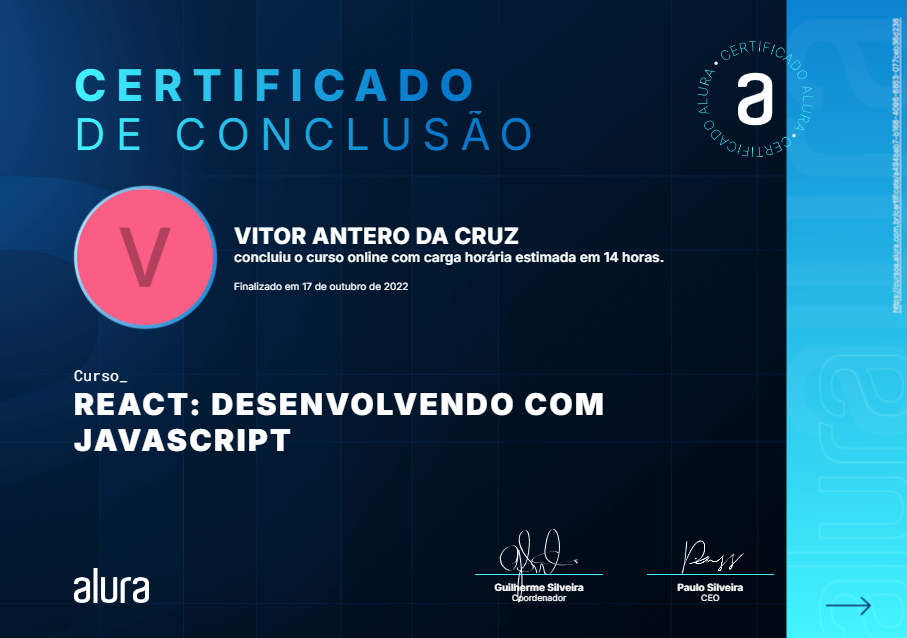 CERTIFICADO
DE CONCLUSÃO
CERTIFICADO ALURA • CERTIFICADO ALURA •
a
V
VITOR ANTERO DA CRUZ
concluiu o curso online com carga horária estimada em 14 horas.
Finalizado em 17 de outubro de 2022
Curso_
REACT: DESENVOLVENDO COM
JAVASCRIPT
alura
Guilherme Silveira
Coordenador
Paulo Silveira
CEO
alura